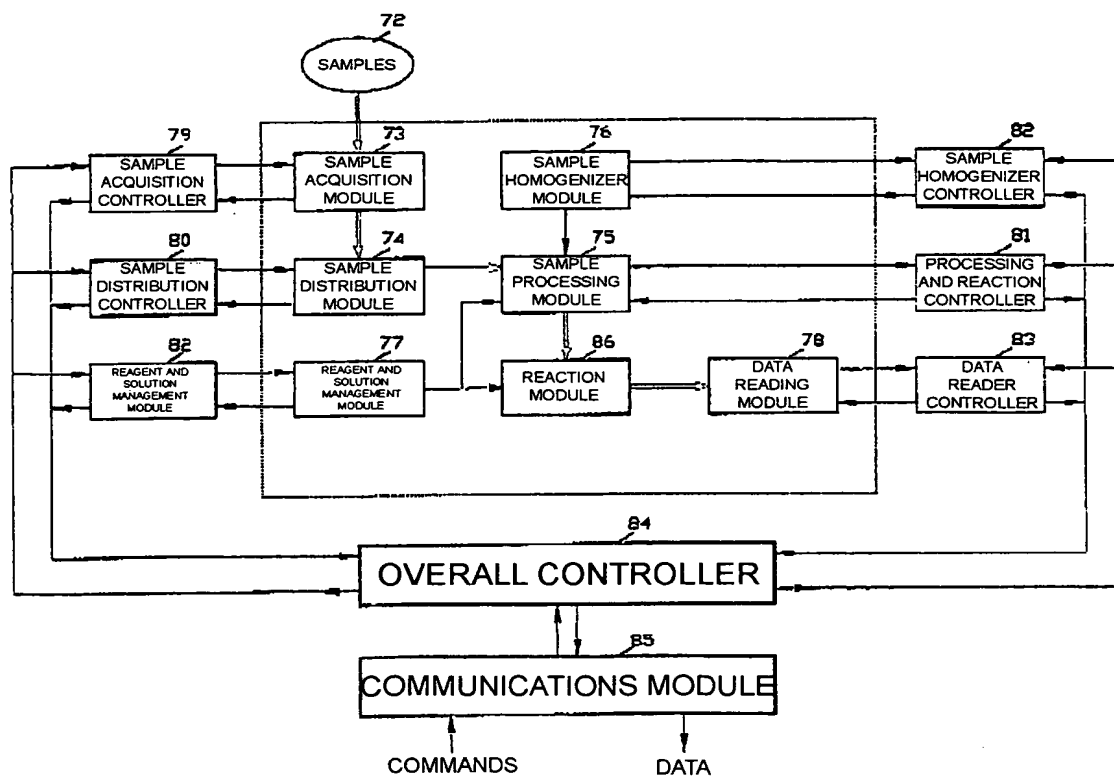 72
SAMPLES
79
SAMPLE
ACQUISITION
CONTROLLER
73
SAMPLE
ACQUISITION
MODULE
76
SAMPLE
HOMOGENIZER
MODULE
82
SAMPLE
HOMOGENIZER
CONTROLLER
80
SAMPLE
DISTRIBUTION
CONTROLLER
74
SAMPLE
DISTRIBUTION
MODULE
75
SAMPLE
PROCESSING
MODULE
81
PROCESSING
AND REACTION
CONTROLLER
82
REAGENT AND
SOLUTION
MANAGEMENT
MODULE
77
REAGENT AND
SOLUTION
MANAGEMENT
MODULE
86
REACTION
MODULE
78
DATA
READING
MODULE
83
DATA
READER
CONTROLLER
84
OVERALL CONTROLLER
85
COMMUNICATIONS MODULE
COMMANDS
DATA